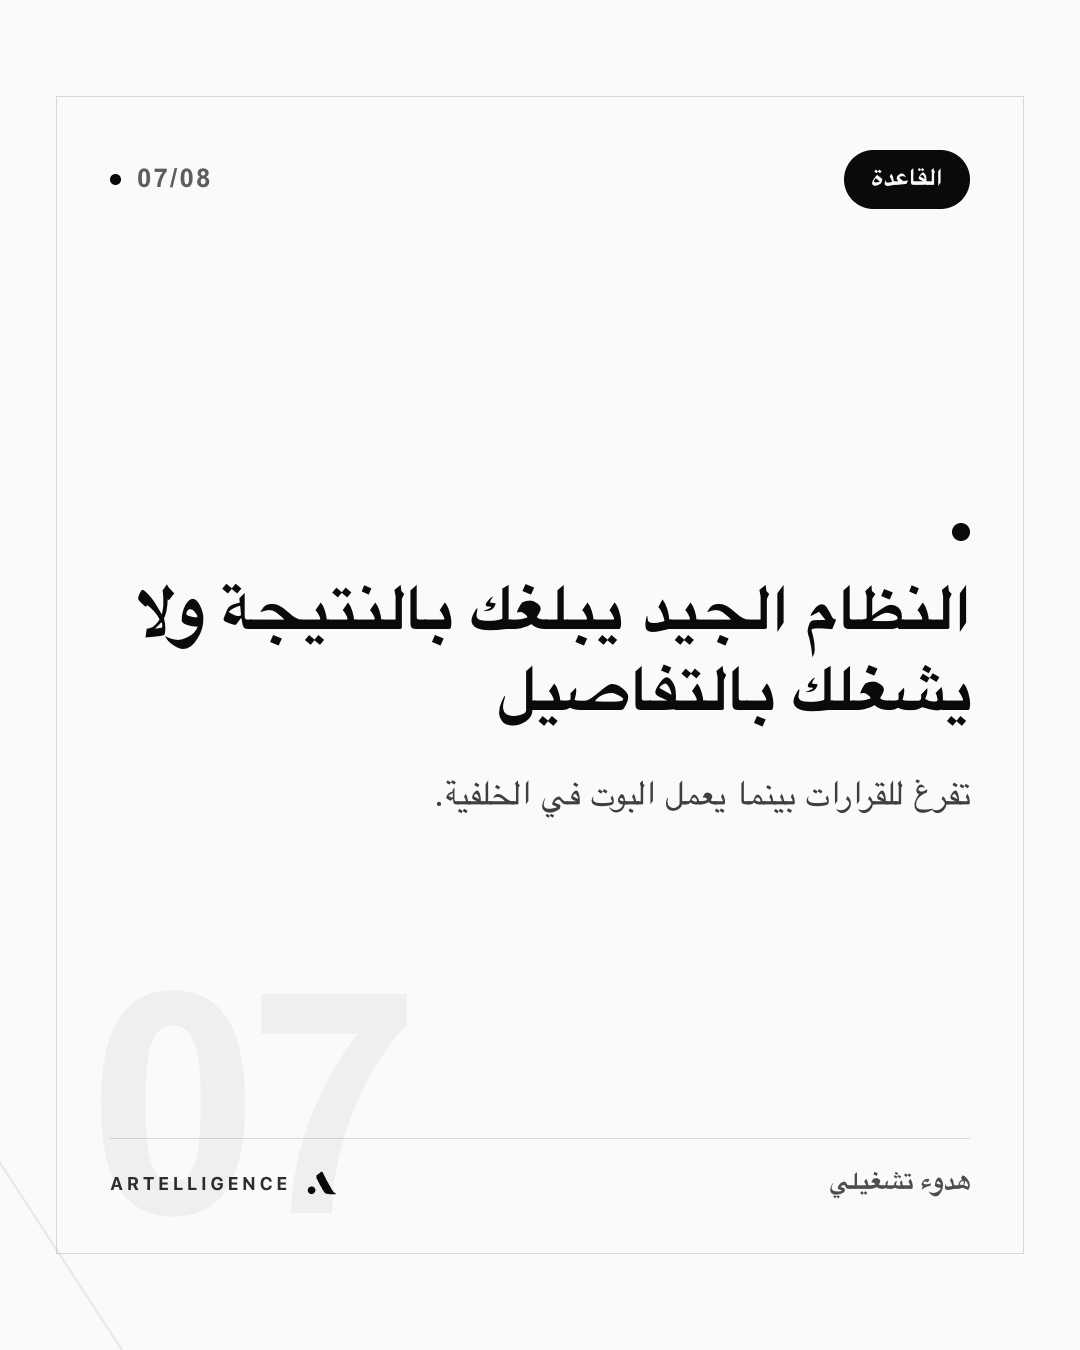 القاعدة
07/08
النظام الجيد يبلغك بالنتيجة ولا
يشغلك بالتفاصيل
تفرغ للقرارات بينما يعمل البوت في الخلفية.
07
هدوء تشغيلي
ARTELLIGENCE